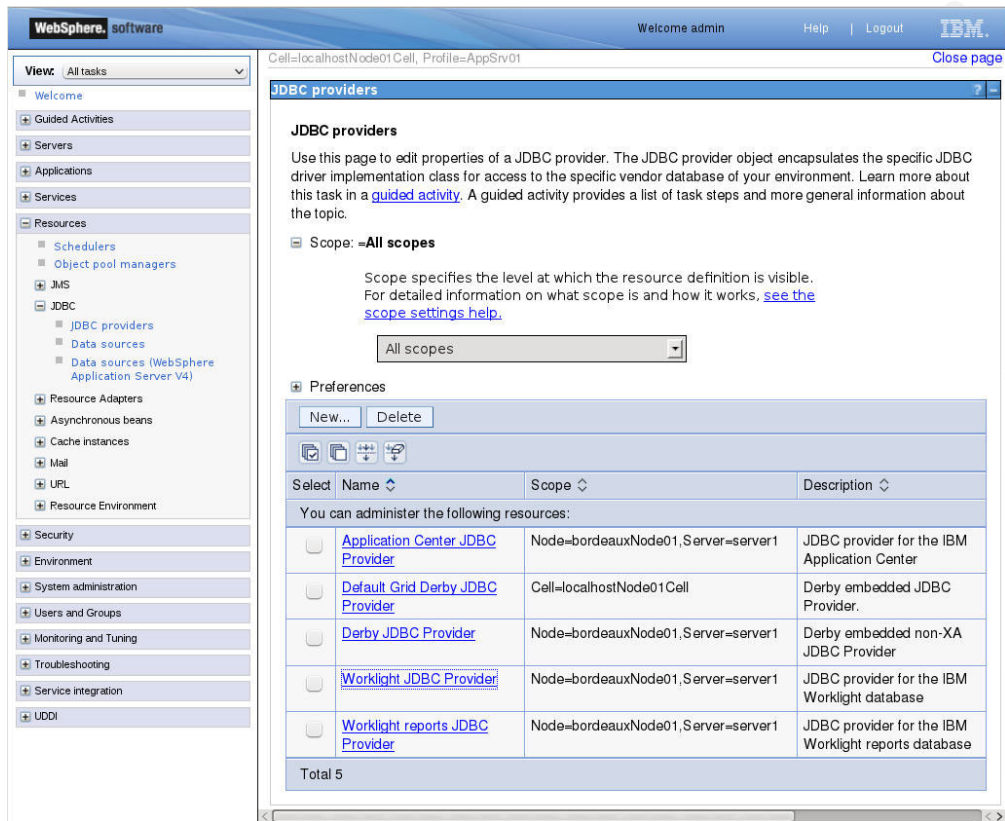 WebSphere. software
Welcome admin
Help | Logout
IBM.
View: All tasks
Welcome
Guided Activities
Servers
Applications
Services
Resources
Schedulers
Object pool managers
JMS
JDBC
JDBC providers
Data sources
Data sources (WebSphere
Application Server V4)
Resource Adapters
Asynchronous beans
Cache instances
Mail
URL
Resource Environment
Security
Environment
System administration
Users and Groups
Monitoring and Tuning
Troubleshooting
Service integration
UDDI
Cell=localhostNode01Cell, Profile=AppSrv01
Close page
JDBC providers
? -
JDBC providers
Use this page to edit properties of a JDBC provider. The JDBC provider object encapsulates the specific JDBC
driver implementation class for access to the specific vendor database of your environment. Learn more about
this task in a guided activity. A guided activity provides a list of task steps and more general information about
the topic.
Scope: =All scopes
Scope specifies the level at which the resource definition is visible.
For detailed information on what scope is and how it works, see the
scope settings help.
All scopes
Preferences
New... Delete
Select Name Scope Description
You can administer the following resources:
Application Center JDBC
Provider
Node=bordeauxNode01,Server=server1
JDBC provider for the IBM
Application Center
Default Grid Derby JDBC
Provider
Cell=localhostNode01Cell
Derby embedded JDBC
Provider.
Derby JDBC Provider
Node=bordeauxNode01,Server=server1
Derby embedded non-XA
JDBC Provider
Worklight JDBC Provider
Node=bordeauxNode01,Server=server1
JDBC provider for the IBM
Worklight database
Worklight reports JDBC
Provider
Node=bordeauxNode01,Server=server1
JDBC provider for the IBM
Worklight reports database
Total 5